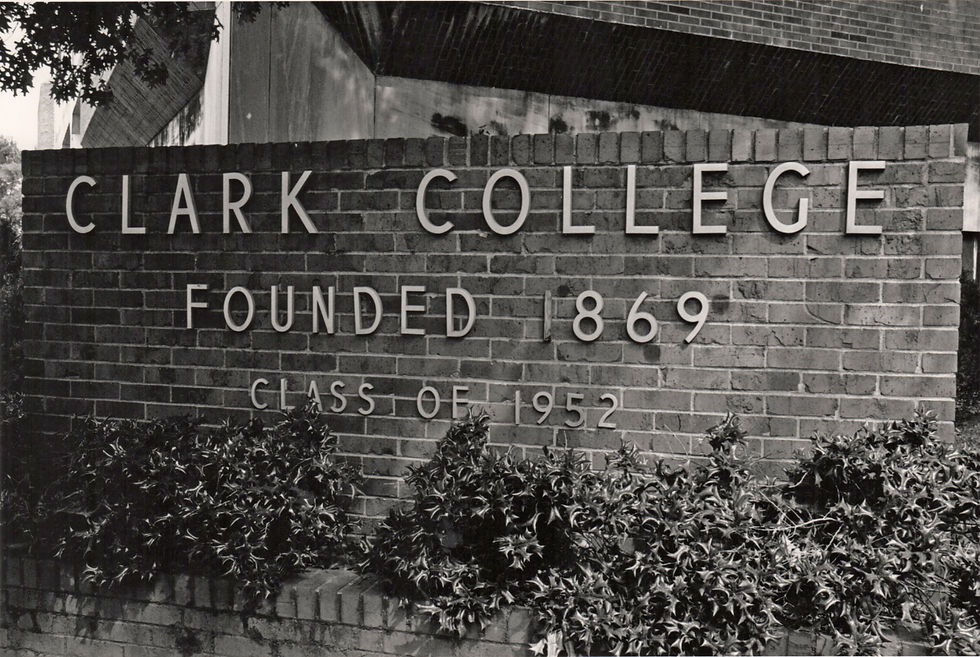 CLARK COLLEGE
FOUNDED 1869
CLASS OF 1952